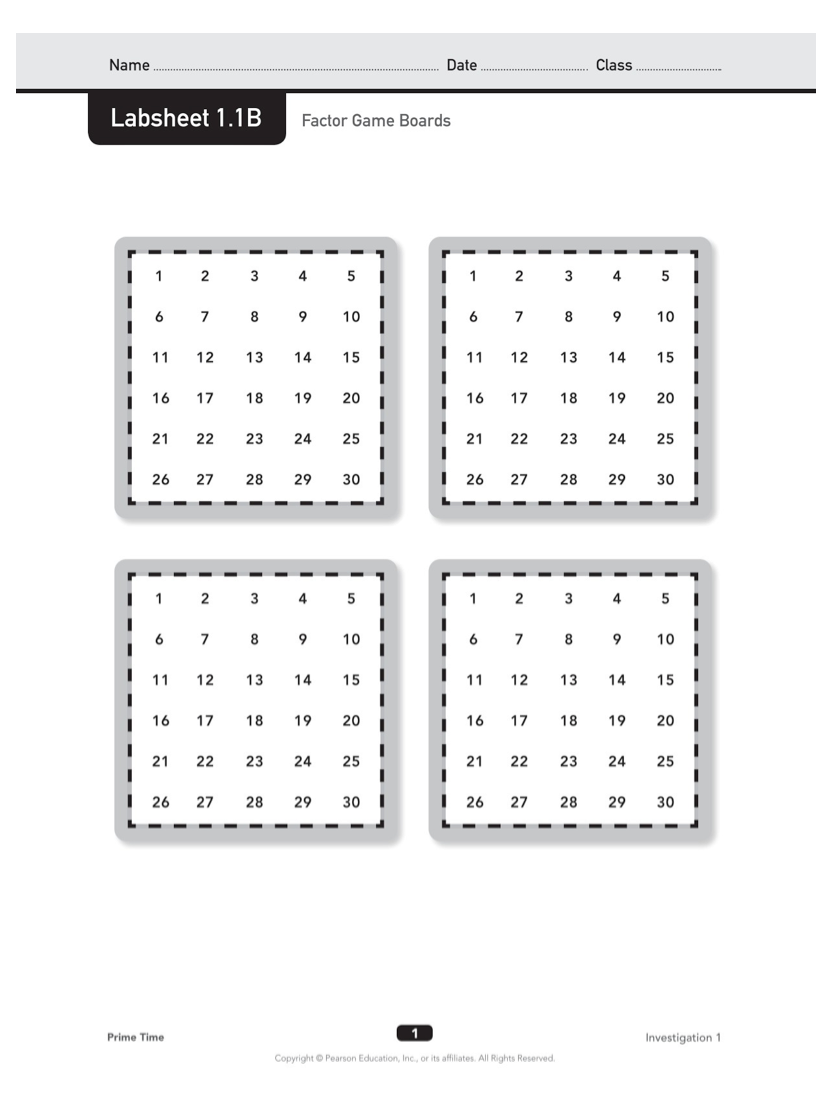 Name Date Class
Labsheet 1.1B Factor Game Boards
1 2 3 4 5
6 7 8 9 10
11 12 13 14 15
16 17 18 19 20
21 22 23 24 25
26 27 28 29 30
1 2 3 4 5
6 7 8 9 10
11 12 13 14 15
16 17 18 19 20
21 22 23 24 25
26 27 28 29 30
1 2 3 4 5
6 7 8 9 10
11 12 13 14 15
16 17 18 19 20
21 22 23 24 25
26 27 28 29 30
1 2 3 4 5
6 7 8 9 10
11 12 13 14 15
16 17 18 19 20
21 22 23 24 25
26 27 28 29 30
Prime Time 1 Investigation 1
Copyright © Pearson Education, Inc., or its affiliates. All Rights Reserved.